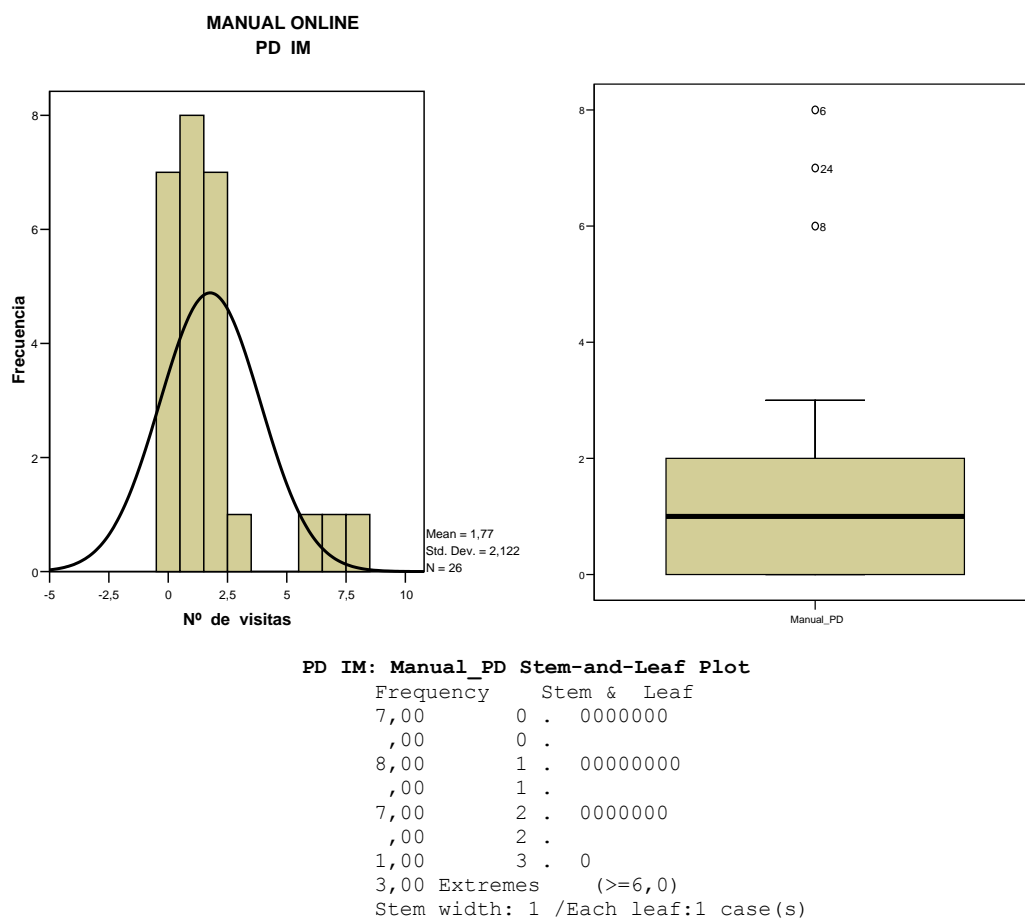 MANUAL ONLINE
PD IM
8
6
4
2
0
Frecuencia
-5
-2,5
0
2,5
5
7,5
10
Nº de visitas
Mean = 1,77
Std. Dev. = 2,122
N = 26
8
6
4
2
0
6
24
8
Manual_PD
PD IM: Manual_PD Stem-and-Leaf Plot
Frequency Stem & Leaf
7,00 0 . 0000000
,00 0 .
8,00 1 . 00000000
,00 1 .
7,00 2 . 0000000
,00 2 .
1,00 3 . 0
3,00 Extremes (>=6,0)
Stem width: 1 /Each leaf:1 case(s)